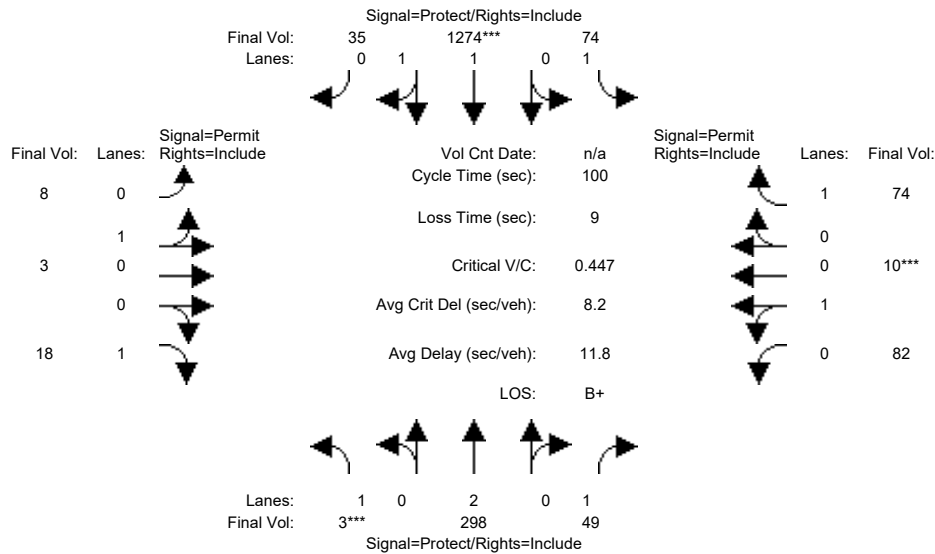 Signal=Protect/Rights=Include
Final Vol: 35 1274*** 74
Lanes: 0 1 1 0 1
Signal=Permit Signal=Permit
Final Vol: Lanes: Rights=Include Vol Cnt Date: n/a Rights=Include Lanes: Final Vol:
Cycle Time (sec): 100
8 0 1 74
Loss Time (sec): 9
1 0
3 0 Critical V/C: 0.447 0 10***
0 Avg Crit Del (sec/veh): 8.2 1
18 1 Avg Delay (sec/veh): 11.8 0 82
LOS: B+
Lanes: 1 0 2 0 1
Final Vol: 3*** 298 49
Signal=Protect/Rights=Include